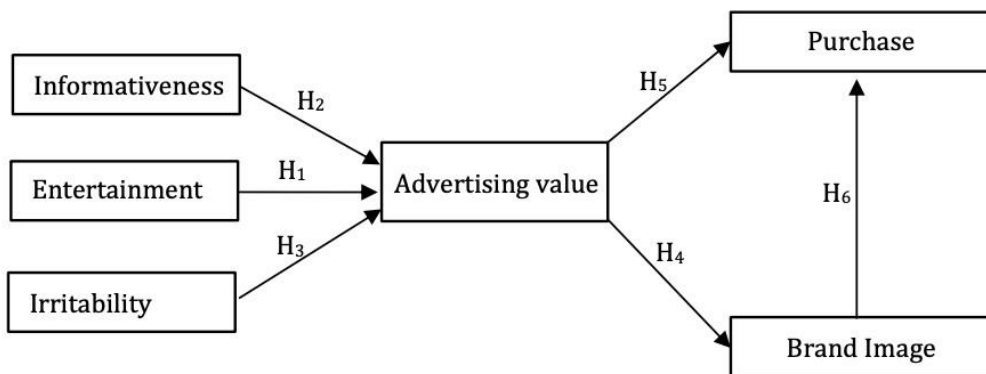 Purchase
Informativeness
H5
H2
Entertainment
H1
Advertising value
H6
H3
H4
Irritability
Brand Image